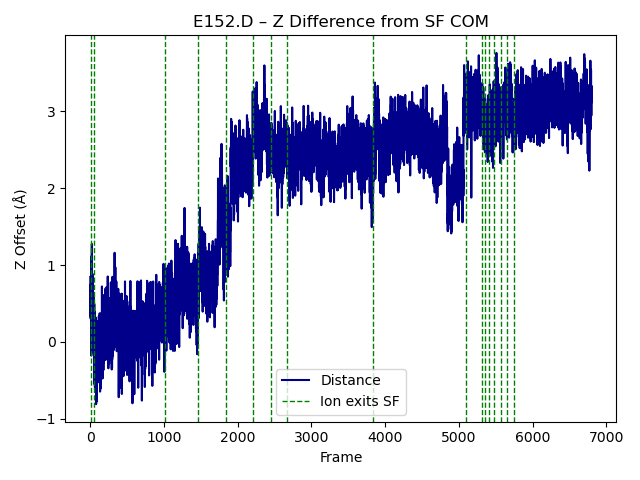 E152.D – Z Difference from SF COM
Z Offset (Å)
3
2
1
0
−1
Distance
Ion exits SF
0 1000 2000 3000 4000 5000 6000 7000
Frame